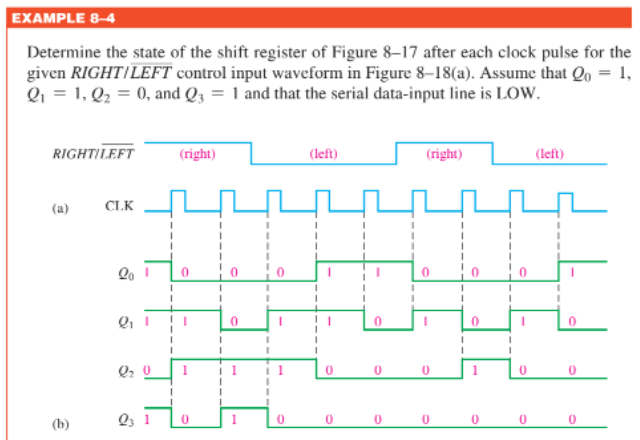 EXAMPLE 8–4
Determine the state of the shift register of Figure 8–17 after each clock pulse for the
given RIGHT/L̅E̅F̅T̅ control input waveform in Figure 8–18(a). Assume that Q₀ = 1,
Q₁ = 1, Q₂ = 0, and Q₃ = 1 and that the serial data-input line is LOW.
RIGHT/L̅E̅F̅T̅ (right) (left) (right) (left)
(a) CLK
Q₀ 1 0 0 0 1 1 0 0 0 1
Q₁ 1 1 0 1 1 0 1 0 1 0
Q₂ 0 1 1 1 0 0 0 1 0 0
(b) Q₃ 1 0 1 0 0 0 0 0 0 0